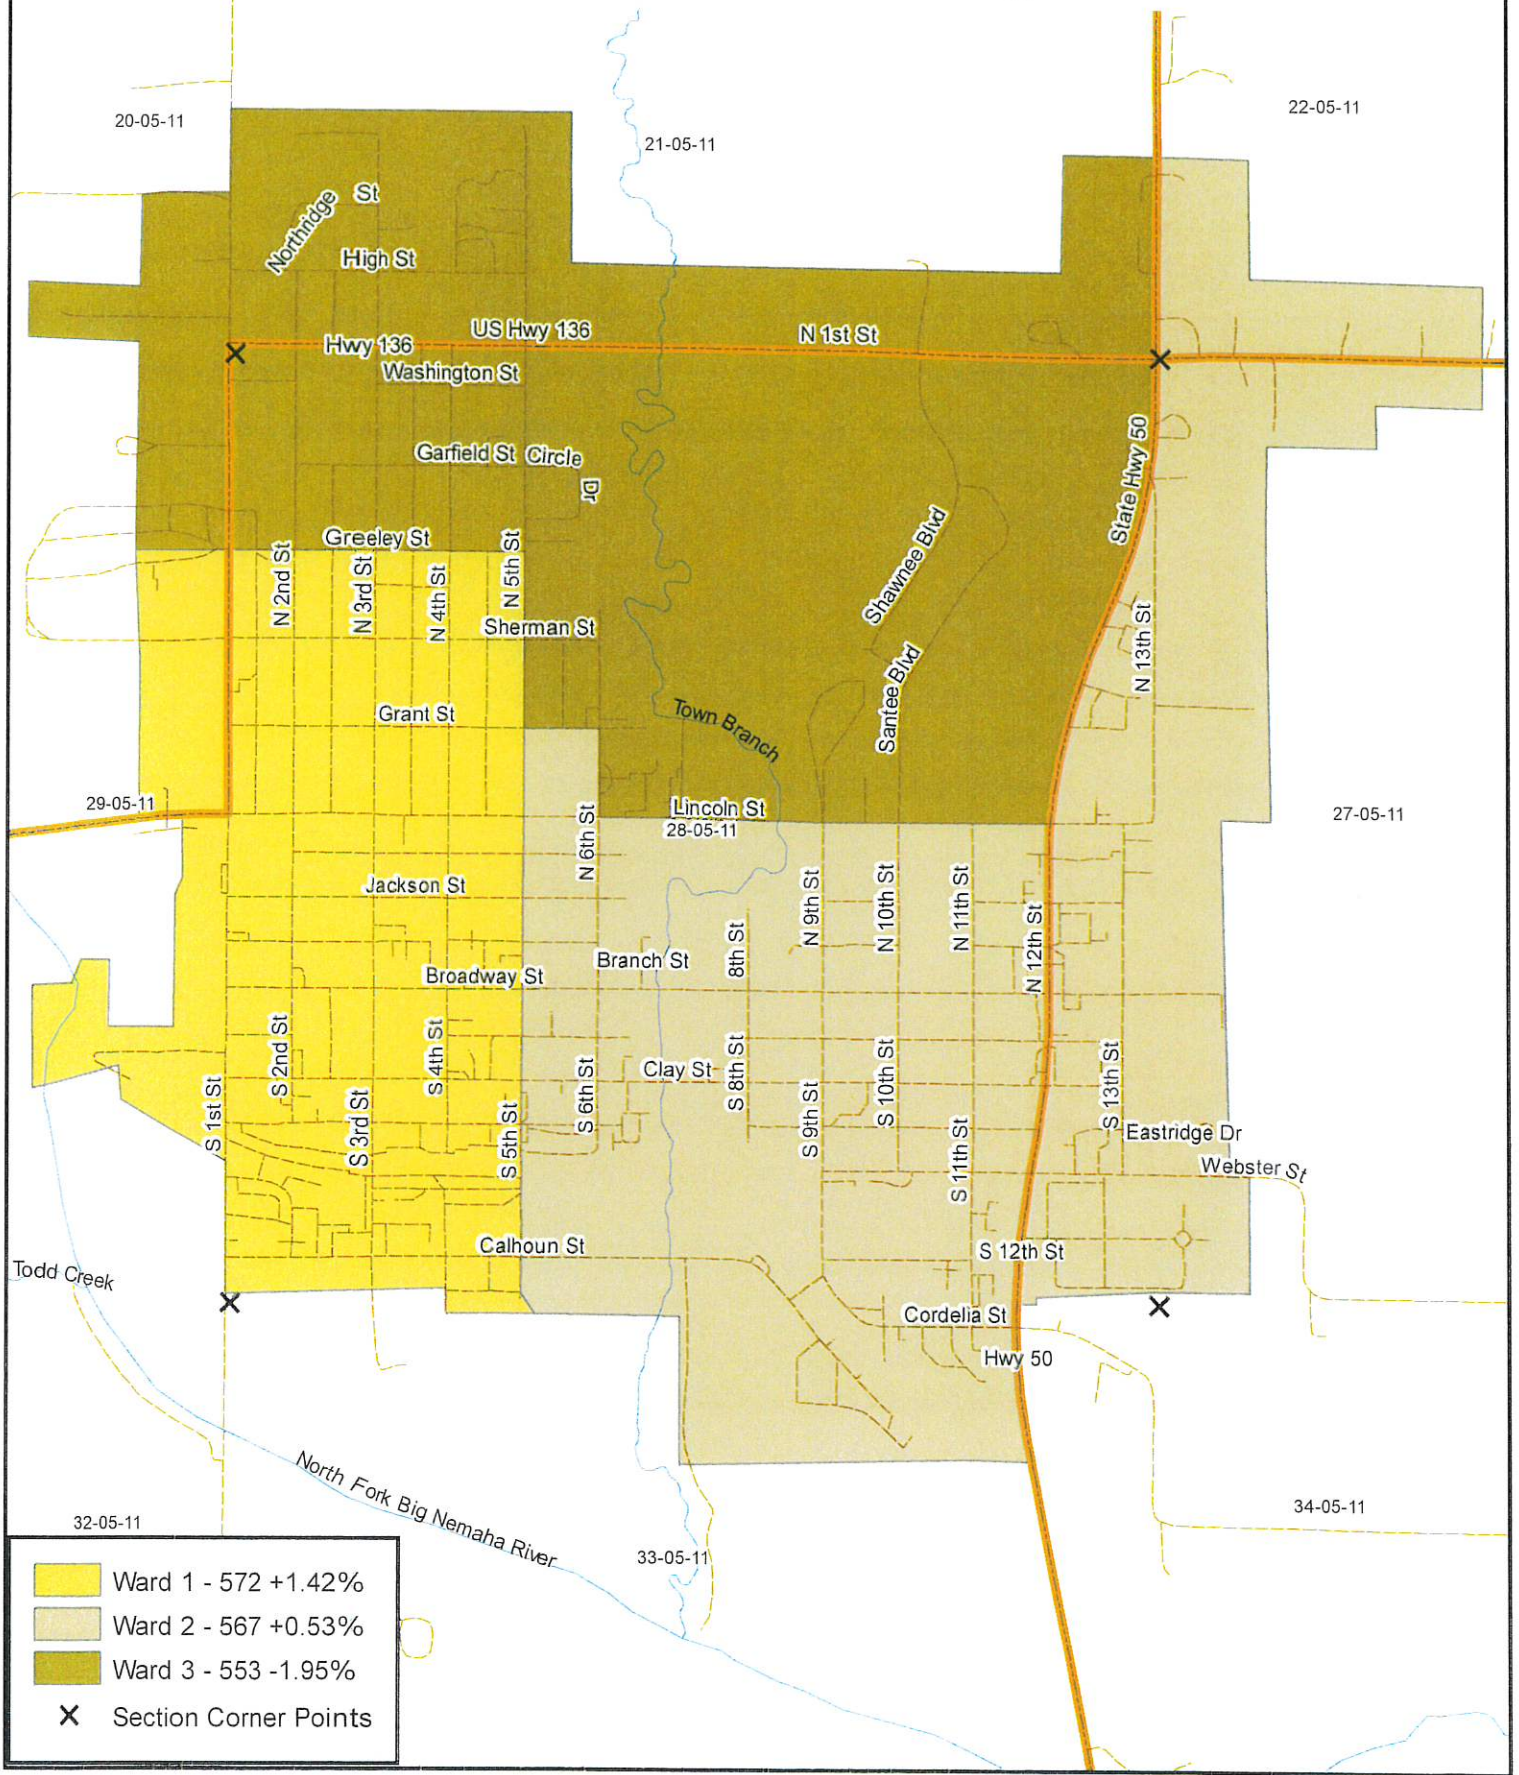 20-05-11
21-05-11
22-05-11
Northridge St
High St
US Hwy 136
N 1st St
Hwy 136
Washington St
State Hwy 50
Garfield St
Circle Dr
Shawnee Blvd
Greeley St
N 2nd St
N 3rd St
N 4th St
N 5th St
Sherman St
N 13th St
Santee Blvd
Grant St
Town Branch
29-05-11
Lincoln St
28-05-11
27-05-11
N 6th St
Jackson St
N 9th St
N 10th St
N 11th St
N 12th St
8th St
Branch St
Broadway St
S 2nd St
S 4th St
Clay St
S 1st St
S 3rd St
S 5th St
S 6th St
S 8th St
S 9th St
S 10th St
S 11th St
S 13th St
Eastridge Dr
Webster St
Calhoun St
S 12th St
Todd Creek
Cordelia St
Hwy 50
North Fork Big Nemaha River
32-05-11
33-05-11
34-05-11
Ward 1 - 572 +1.42%
Ward 2 - 567 +0.53%
Ward 3 - 553 -1.95%
Section Corner Points